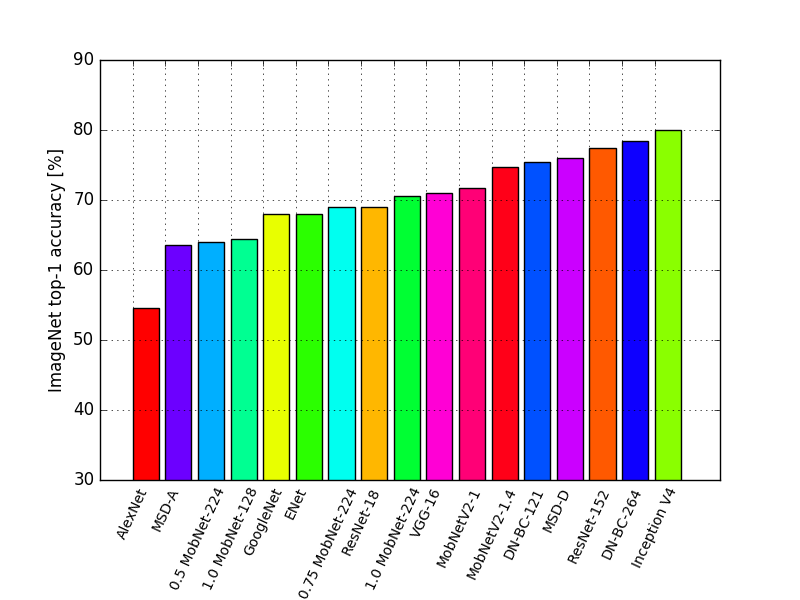 90
80
70
60
50
40
30
ImageNet top-1 accuracy [%]
AlexNet
MSD-A
0.5 MobNet-224
1.0 MobNet-128
GoogleNet
ENet
0.75 MobNet-224
ResNet-18
1.0 MobNet-224
VGG-16
MobNetV2-1
MobNetV2-1.4
DN-BC-121
MSD-D
ResNet-152
DN-BC-264
Inception V4